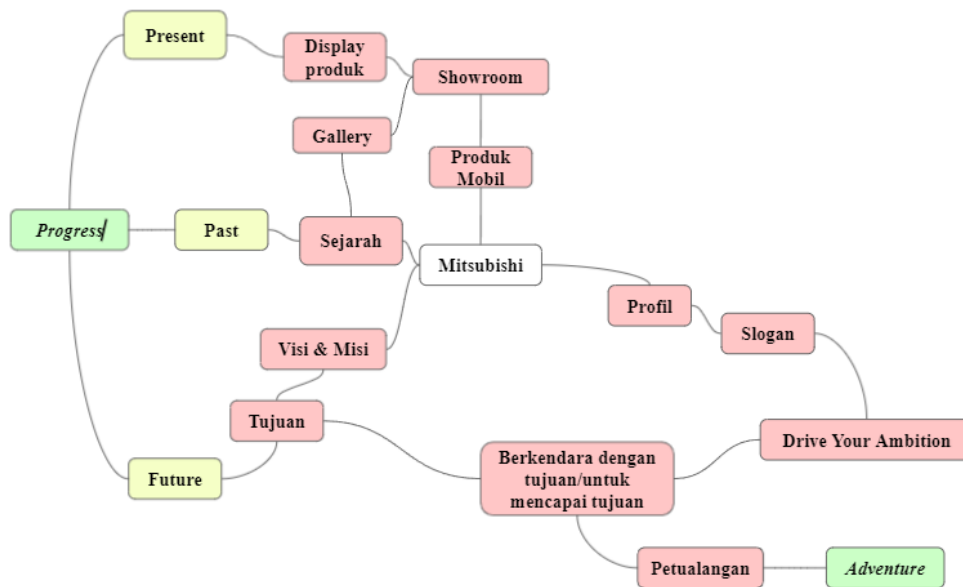 Present
Display
produk
Showroom
Gallery
Produk
Mobil
Progress
Past
Sejarah
Mitsubishi
Profil
Slogan
Visi & Misi
Tujuan
Drive Your Ambition
Berkendara dengan
tujuan/untuk
mencapai tujuan
Future
Petualangan
Adventure